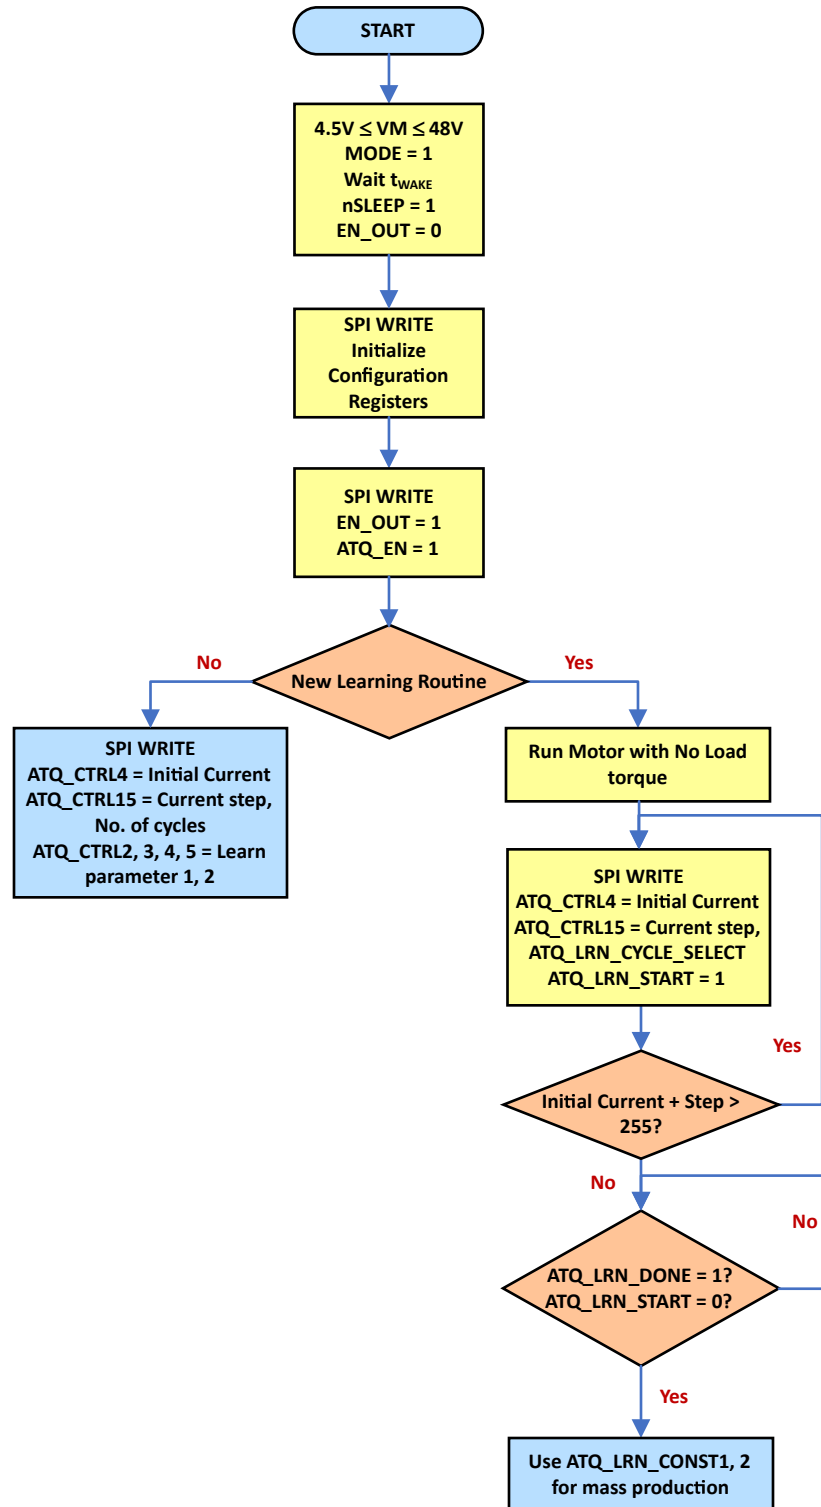 START
4.5V ≤ VM ≤ 48V
MODE = 1
Wait tWAKE
nSLEEP = 1
EN_OUT = 0
SPI WRITE
Initialize
Configuration
Registers
SPI WRITE
EN_OUT = 1
ATQ_EN = 1
No
Yes
New Learning Routine
SPI WRITE
ATQ_CTRL4 = Initial Current
ATQ_CTRL15 = Current step,
No. of cycles
ATQ_CTRL2, 3, 4, 5 = Learn
parameter 1, 2
Run Motor with No Load
torque
SPI WRITE
ATQ_CTRL4 = Initial Current
ATQ_CTRL15 = Current step,
ATQ_LRN_CYCLE_SELECT
ATQ_LRN_START = 1
Yes
Initial Current + Step >
255?
No
No
ATQ_LRN_DONE = 1?
ATQ_LRN_START = 0?
Yes
Use ATQ_LRN_CONST1, 2
for mass production